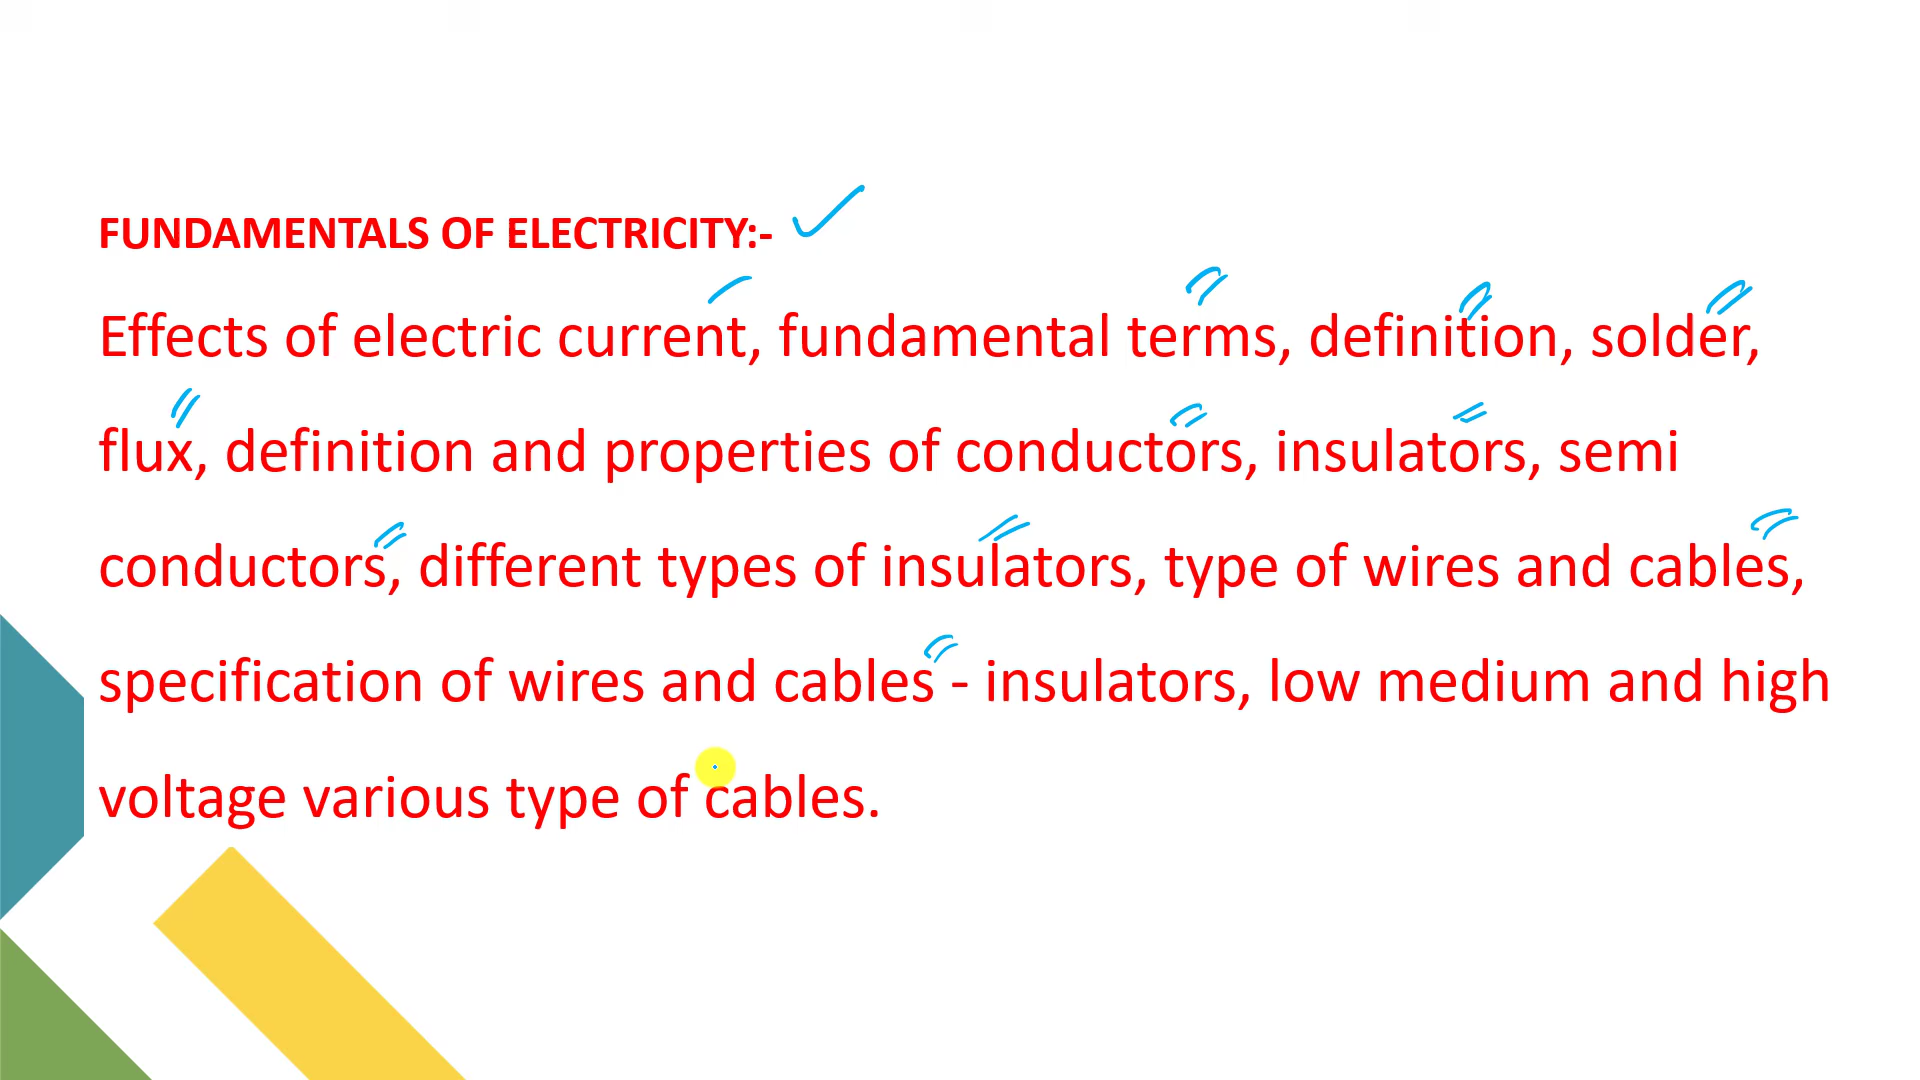 FUNDAMENTALS OF ELECTRICITY:-
Effects of electric current, fundamental terms, definition, solder,
flux, definition and properties of conductors, insulators, semi
conductors, different types of insulators, type of wires and cables,
specification of wires and cables - insulators, low medium and high
voltage various type of cables.